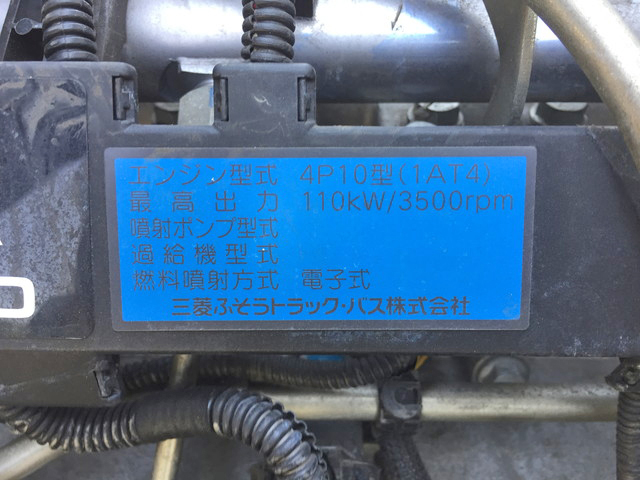 エンジン型式 4P10型(1AT4)
最高出力 110kW/3500rpm
噴射ポンプ型式
過給機型式
燃料噴射方式 電子式
三菱ふそうトラック・バス株式会社